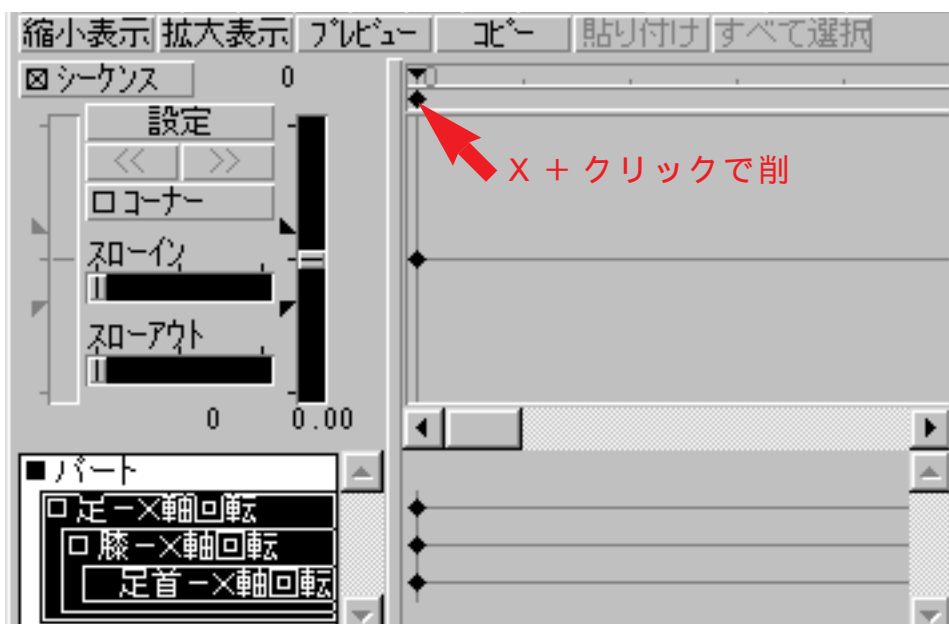 縮小表示 拡大表示 プレビュー コピー 貼り付け すべて選択
シーケンス 0 0
設定
<< >>
X + クリックで削
コーナー
スローイン
スローアウト
0 0.00
パート
足-X軸回転
膝-X軸回転
足首-X軸回転